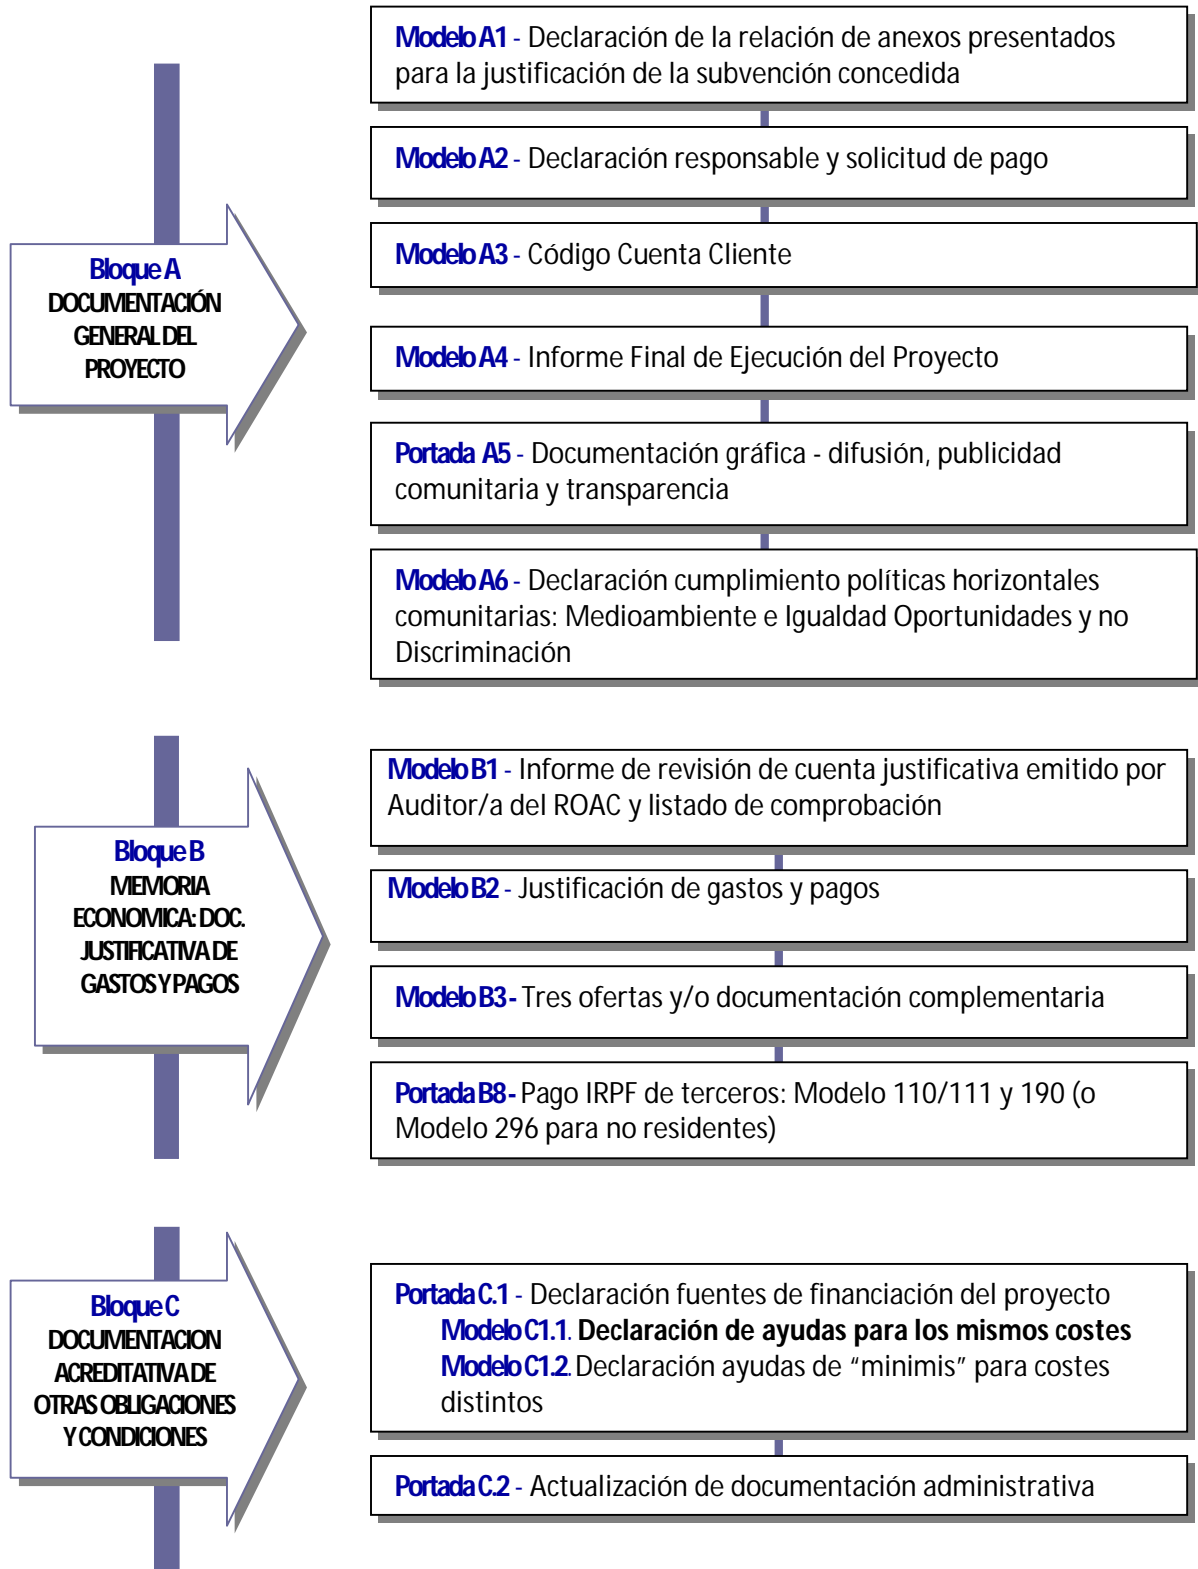 Modelo A1 - Declaración de la relación de anexos presentados
para la justificación de la subvención concedida
Modelo A2 - Declaración responsable y solicitud de pago
Modelo A3 - Código Cuenta Cliente
Bloque A
DOCUMENTACIÓN
GENERAL DEL
PROYECTO
Modelo A4 - Informe Final de Ejecución del Proyecto
Portada A5 - Documentación gráfica - difusión, publicidad
comunitaria y transparencia
Modelo A6 - Declaración cumplimiento políticas horizontales
comunitarias: Medioambiente e Igualdad Oportunidades y no
Discriminación
Modelo B1 - Informe de revisión de cuenta justificativa emitido por
Auditor/a del ROAC y listado de comprobación
Bloque B
MEMORIA
ECONOMICA: DOC.
JUSTIFICATIVA DE
GASTOS Y PAGOS
Modelo B2 - Justificación de gastos y pagos
Modelo B3- Tres ofertas y/o documentación complementaria
Portada B8- Pago IRPF de terceros: Modelo 110/111 y 190 (o
Modelo 296 para no residentes)
Bloque C
DOCUMENTACION
ACREDITATIVA DE
OTRAS OBLIGACIONES
Y CONDICIONES
Portada C.1 - Declaración fuentes de financiación del proyecto
Modelo C1.1. Declaración de ayudas para los mismos costes
Modelo C1.2. Declaración ayudas de “minimis” para costes
distintos
Portada C.2 - Actualización de documentación administrativa